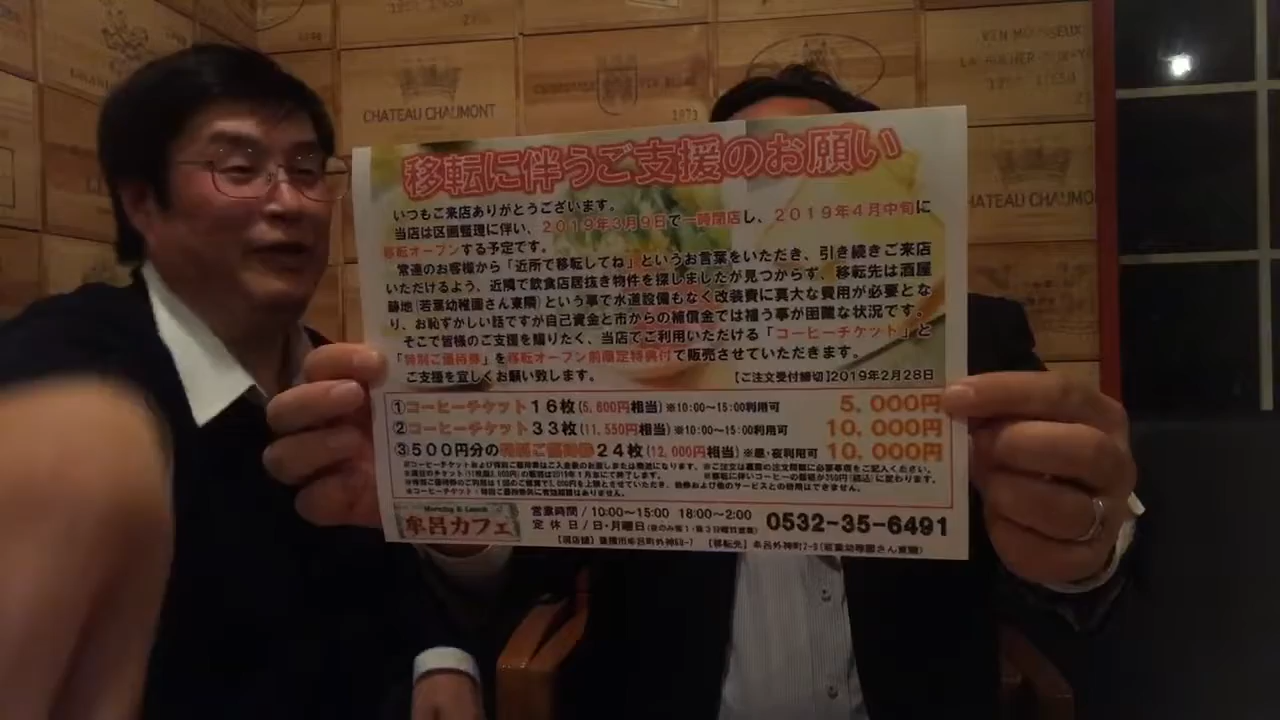 CHATEAU CHAUMONT
1873
VIN MOUSSEUX
HATEAU CHAUMON
移転に伴うご支援のお願い
いつもご来店ありがとうございます。
当店は区画整理に伴い、2019年3月9日で一時閉店し、2019年4月中旬に
移転オープンする予定です。
常連のお客様から「近所で移転してね」というお言葉をいただき、引き続きご来店
いただけるよう、近隣で飲食店居抜き物件を探しましたが見つからず、移転先は酒屋
跡地(若葉幼稚園さん東隣)という事で水道設備もなく改装費に莫大な費用が必要とな
り、お恥ずかしい話ですが自己資金と市からの補償金では補う事が困難な状況です。
そこで皆様のご支援を賜りたく、当店でご利用いただける「コーヒーチケット」と
「特別ご優待券」を移転オープン前限定特典付で販売させていただきます。
ご支援を宜しくお願い致します。
【ご注文受付締切】2019年2月28日
①コーヒーチケット16枚(5,600円相当)※10:00~15:00利用可 5,000円
②コーヒーチケット33枚(11,550円相当)※10:00~15:00利用可 10,000円
③500円分の特別ご優待券24枚(12,000円相当)※昼・夜利用可 10,000円
Morning & Lunch
牟呂カフェ
営業時間/10:00~15:00 18:00~2:00
定休日/日・月曜日
0532-35-6491